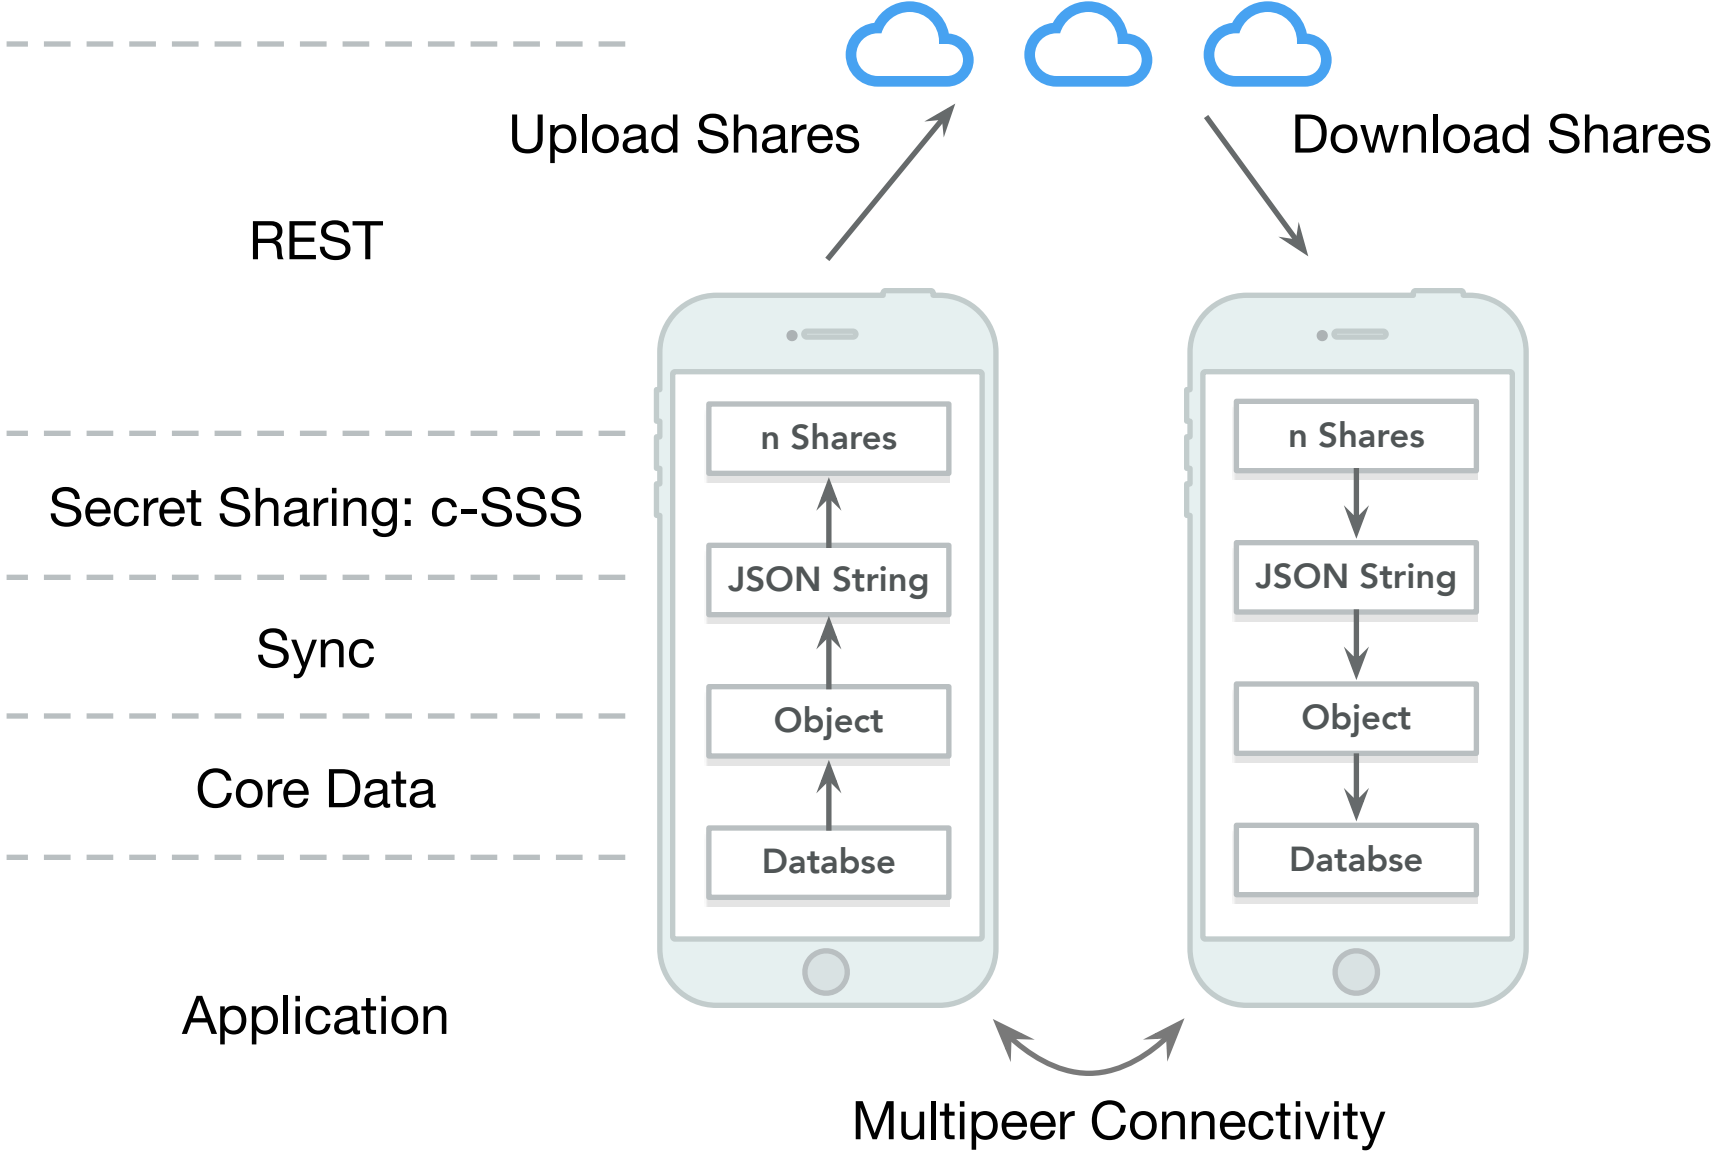 Upload Shares
Download Shares
REST
Secret Sharing: c-SSS
Sync
Core Data
Application
n Shares
JSON String
Object
Databse
n Shares
JSON String
Object
Databse
Multipeer Connectivity